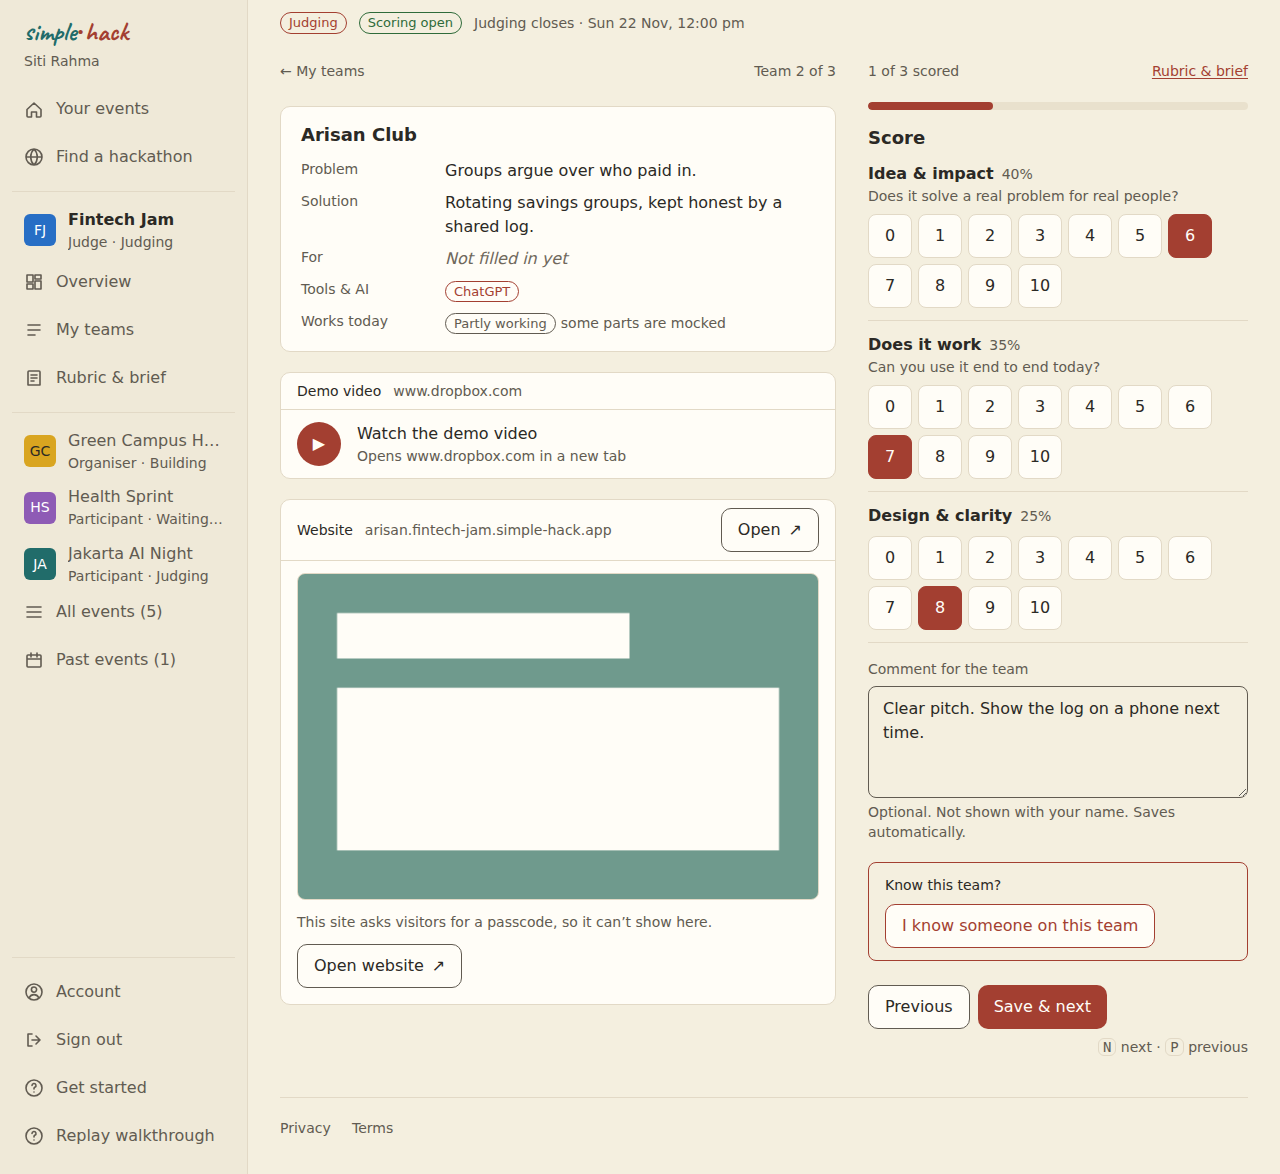 simple·hack
Siti Rahma
Your events
Find a hackathon
FJ
Fintech Jam
Judge · Judging
Overview
My teams
Rubric & brief
GC
Green Campus H…
Organiser · Building
HS
Health Sprint
Participant · Waiting…
JA
Jakarta AI Night
Participant · Judging
All events (5)
Past events (1)
Account
Sign out
Get started
Replay walkthrough
Judging
Scoring open
Judging closes · Sun 22 Nov, 12:00 pm
← My teams
Team 2 of 3
Arisan Club
Problem
Groups argue over who paid in.
Solution
Rotating savings groups, kept honest by a
shared log.
For
Not filled in yet
Tools & AI
ChatGPT
Works today
Partly working some parts are mocked
Demo video www.dropbox.com
Watch the demo video
Opens www.dropbox.com in a new tab
Website arisan.fintech-jam.simple-hack.app
Open ↗
This site asks visitors for a passcode, so it can’t show here.
Open website ↗
1 of 3 scored
Rubric & brief
Score
Idea & impact 40%
Does it solve a real problem for real people?
0 1 2 3 4 5 6
7 8 9 10
Does it work 35%
Can you use it end to end today?
0 1 2 3 4 5 6
7 8 9 10
Design & clarity 25%
0 1 2 3 4 5 6
7 8 9 10
Comment for the team
Clear pitch. Show the log on a phone next
time.
Optional. Not shown with your name. Saves
automatically.
Know this team?
I know someone on this team
Previous
Save & next
N next · P previous
Privacy
Terms